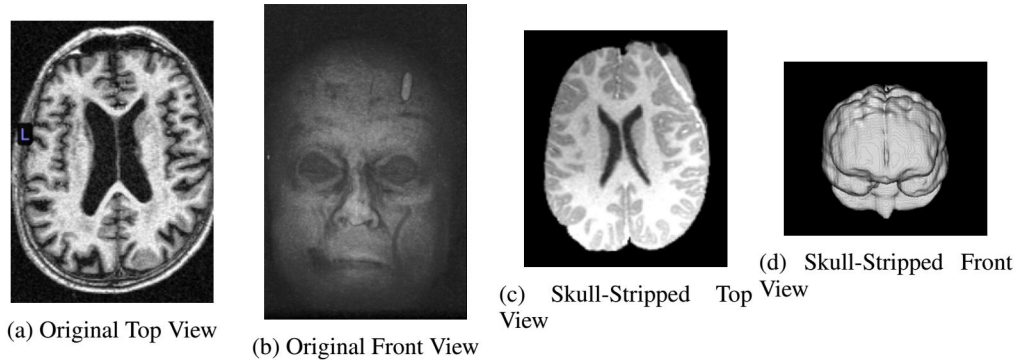 L
(a) Original Top View
(b) Original Front View
(c) Skull-Stripped Top
View
(d) Skull-Stripped Front
View